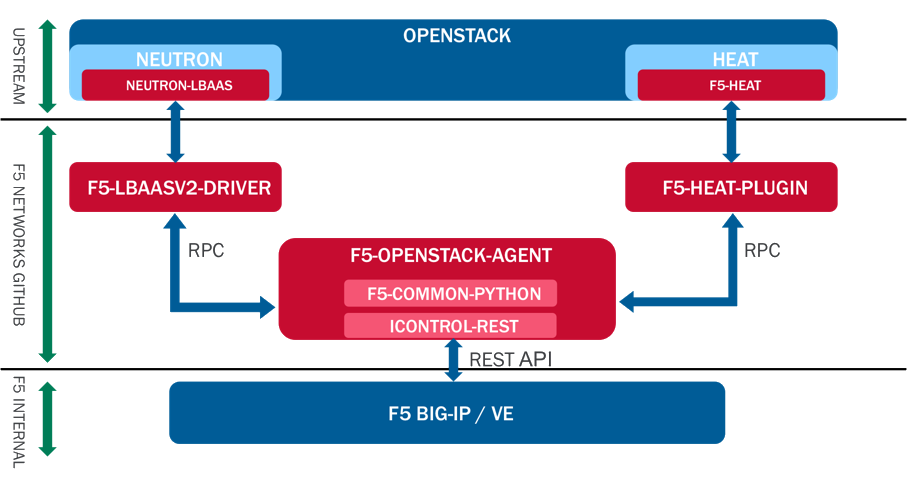 UPSTREAM
OPENSTACK
NEUTRON
HEAT
NEUTRON-LBAAS
F5-HEAT
F5 NETWORKS GITHUB
F5-LBAASV2-DRIVER
F5-HEAT-PLUGIN
RPC
RPC
F5-OPENSTACK-AGENT
F5-COMMON-PYTHON
ICONTROL-REST
REST API
F5 INTERNAL
F5 BIG-IP / VE